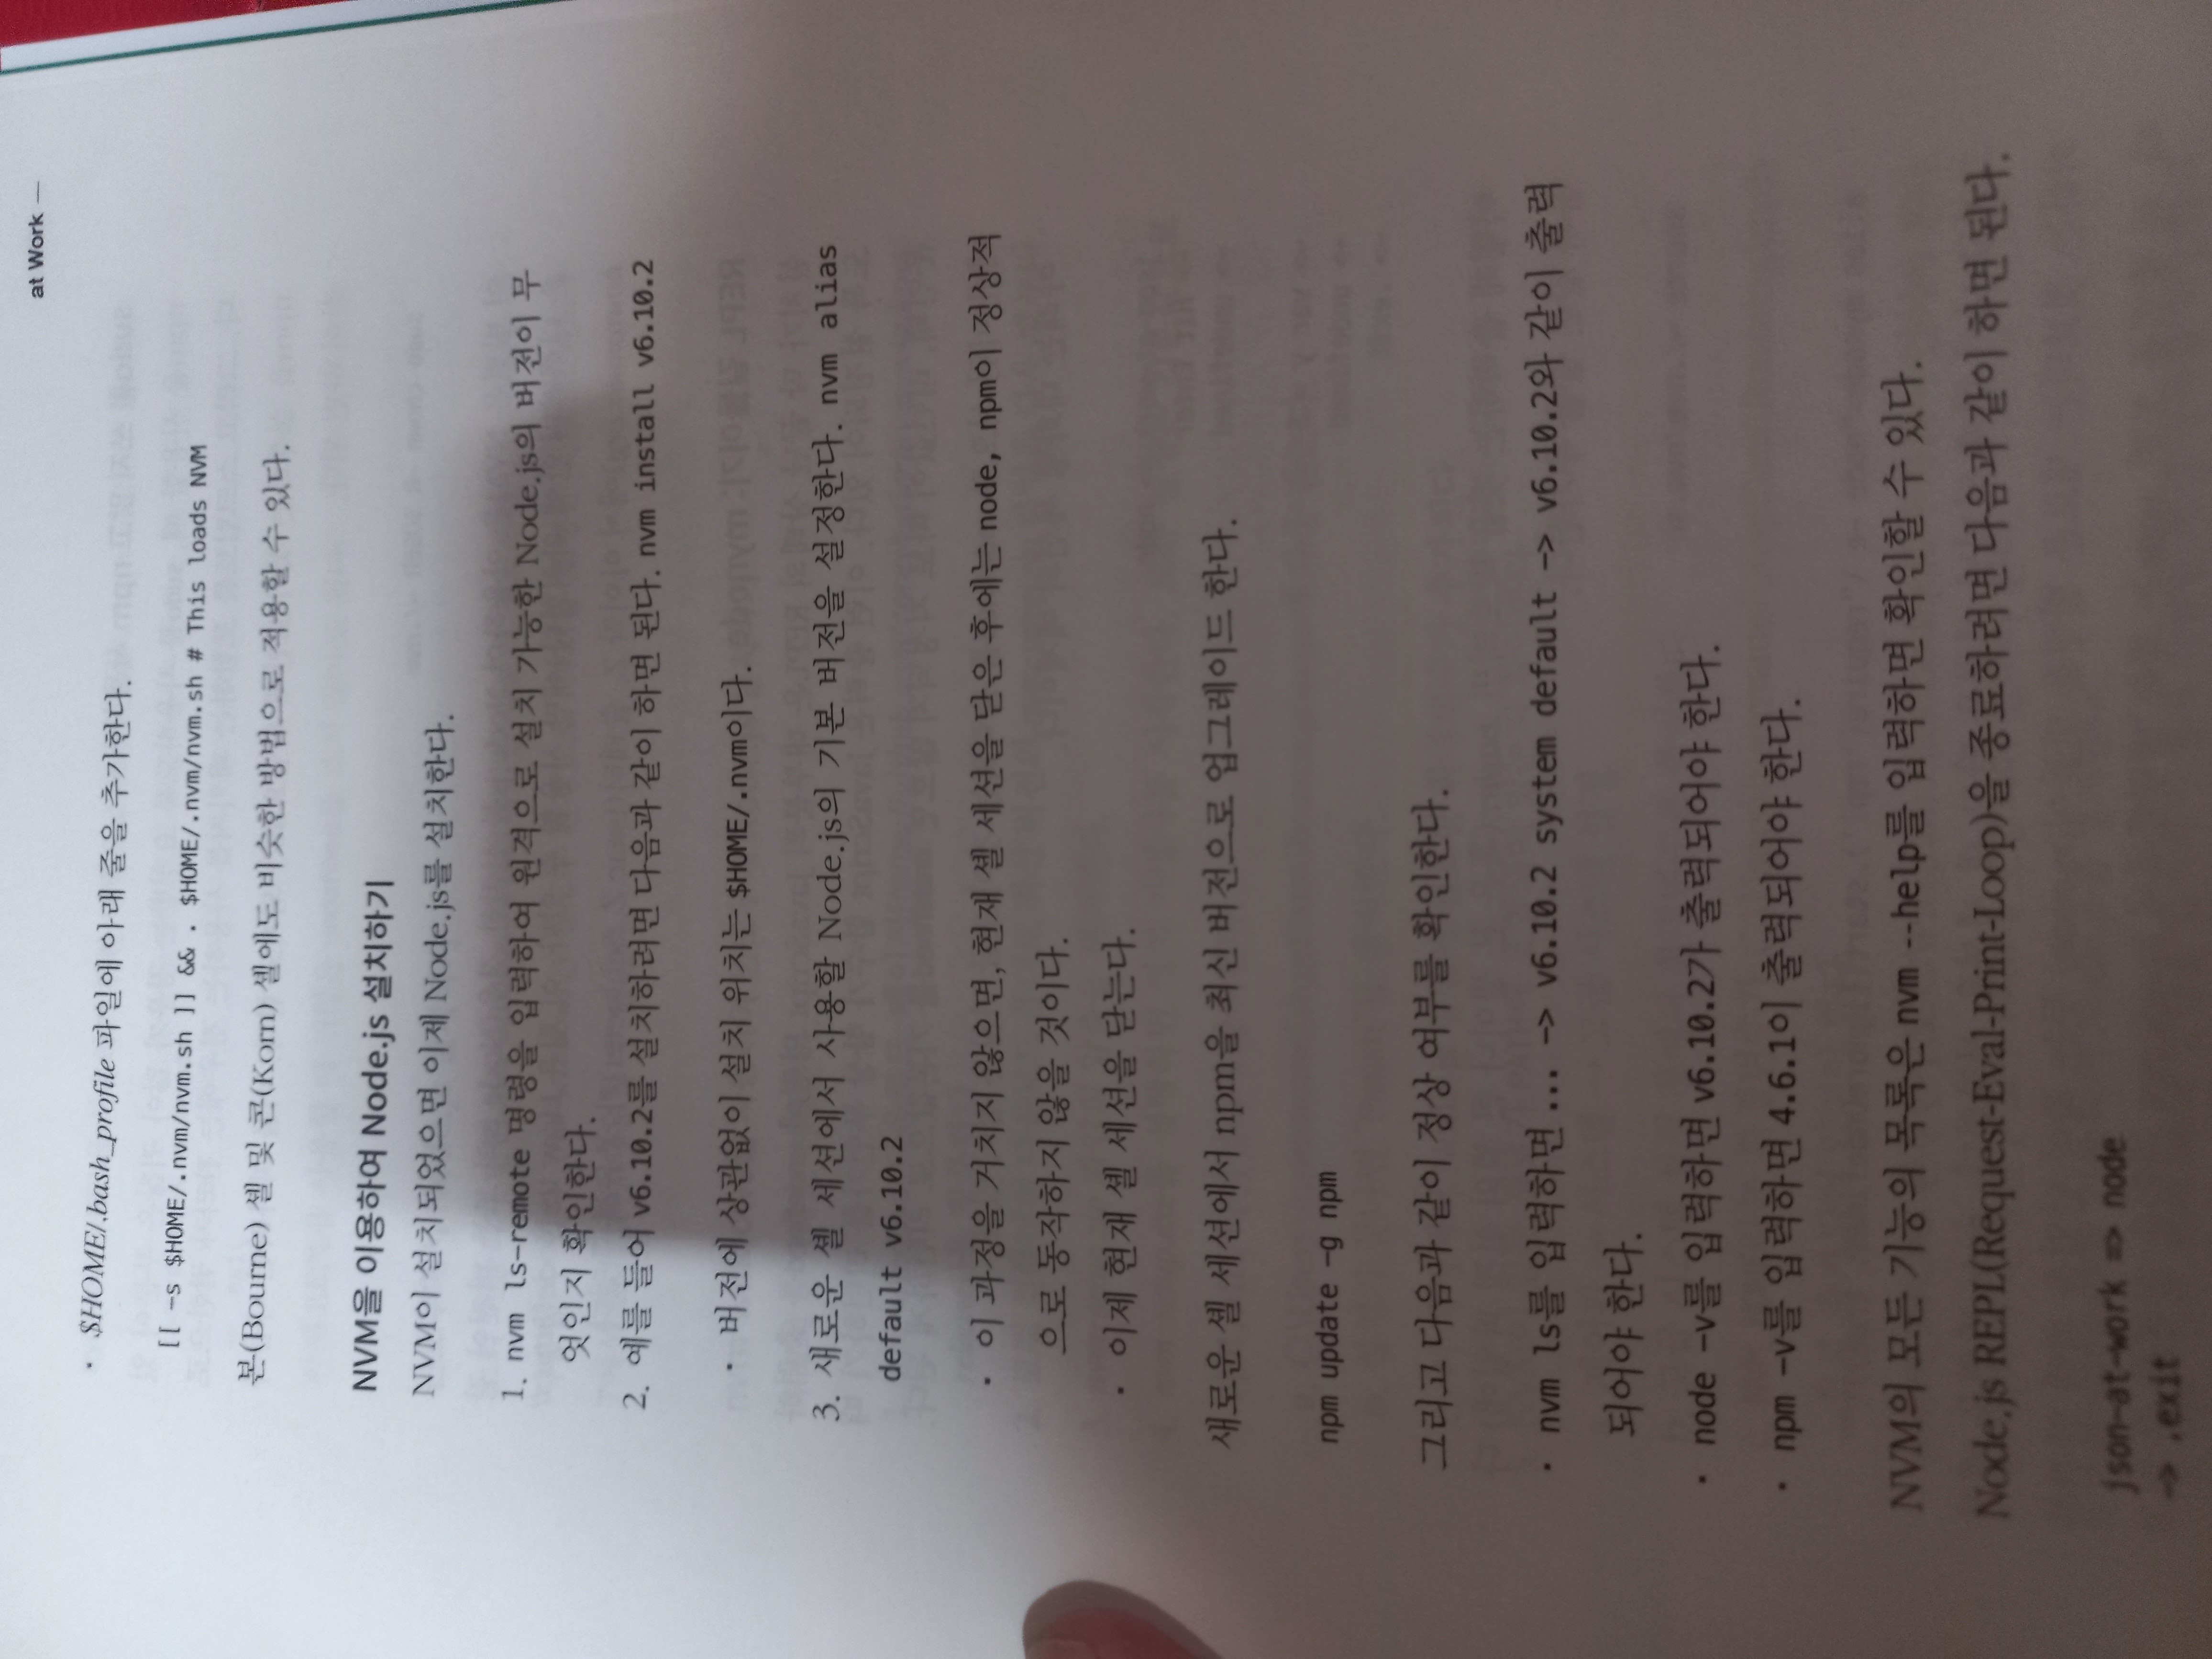 at Work —
· $HOME/.bash_profile 파일에 아래 줄을 추가한다.
[[ -s $HOME/.nvm/nvm.sh ]] && . $HOME/.nvm/nvm.sh # This loads NVM
본(Bourne) 셸 및 콘(Korn) 셸에도 비슷한 방법으로 적용할 수 있다.
NVM을 이용하여 Node.js 설치하기
NVM이 설치되었으면 이제 Node.js를 설치한다.
1. nvm ls-remote 명령을 입력하여 원격으로 설치 가능한 Node.js의 버전이 무
엇인지 확인한다.
2. 예를 들어 v6.10.2를 설치하려면 다음과 같이 하면 된다. nvm install v6.10.2
· 버전에 상관없이 설치 위치는 $HOME/.nvm이다.
3. 새로운 셸 세션에서 사용할 Node.js의 기본 버전을 설정한다. nvm alias
default v6.10.2
· 이 과정을 거치지 않으면, 현재 셸 세션을 닫은 후에는 node, npm이 정상적
으로 동작하지 않을 것이다.
· 이제 현재 셸 세션을 닫는다.
새로운 셸 세션에서 npm을 최신 버전으로 업그레이드 한다.
npm update -g npm
그리고 다음과 같이 정상 여부를 확인한다.
· nvm ls를 입력하면 ... -> v6.10.2 system default -> v6.10.2와 같이 출력
되어야 한다.
· node -v를 입력하면 v6.10.2가 출력되어야 한다.
· npm -v를 입력하면 4.6.1이 출력되어야 한다.
NVM의 모든 기능의 목록은 nvm --help를 입력하면 확인할 수 있다.
Node.js REPL(Request-Eval-Print-Loop)을 종료하려면 다음과 같이 하면 된다.
json-at-work => node
-> .exit